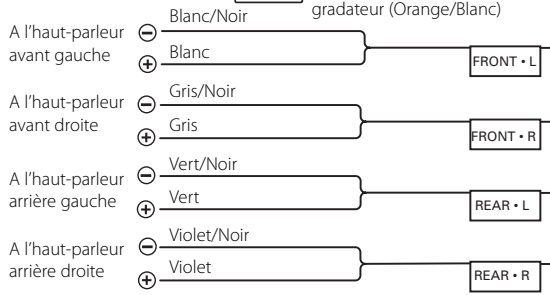 gradateur (Orange/Blanc)
A l'haut-parleur
avant gauche
Blanc/Noir
Blanc
FRONT • L
A l'haut-parleur
avant droite
Gris/Noir
Gris
FRONT • R
A l'haut-parleur
arrière gauche
Vert/Noir
Vert
REAR • L
A l'haut-parleur
arrière droite
Violet/Noir
Violet
REAR • R